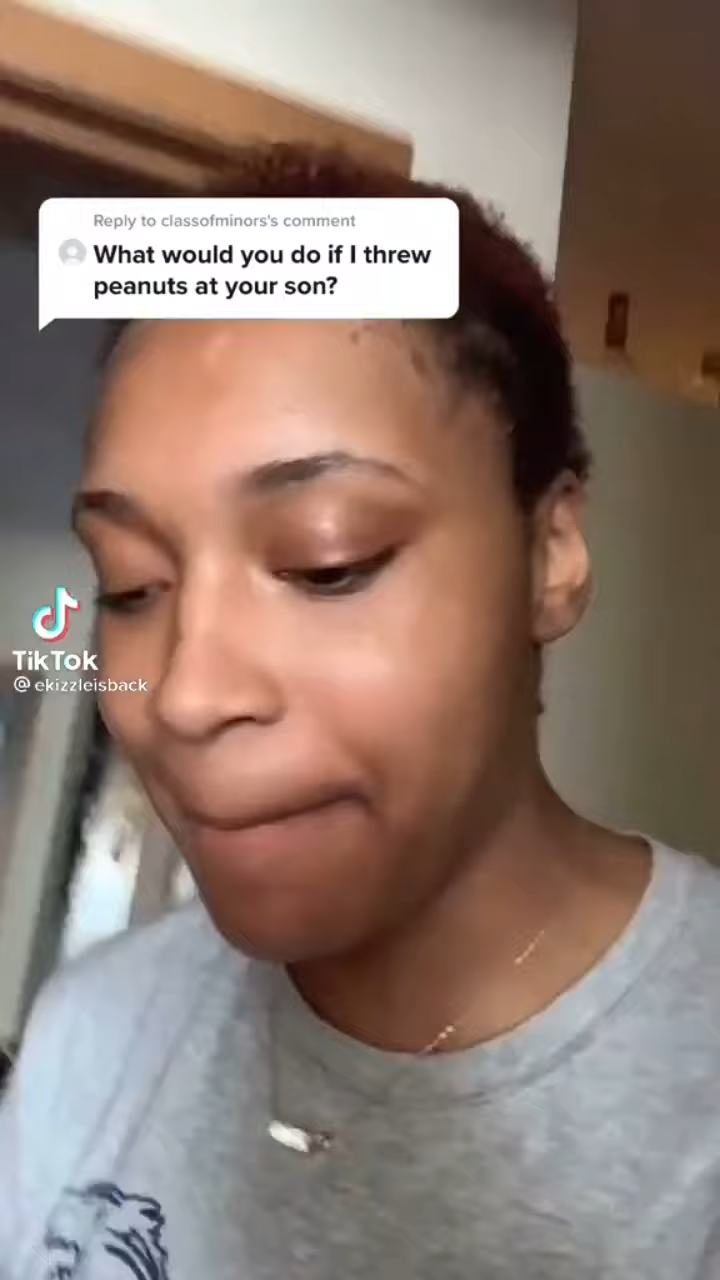 Reply to classofminors's comment
What would you do if I threw
peanuts at your son?
TikTok
@ekizzleisback